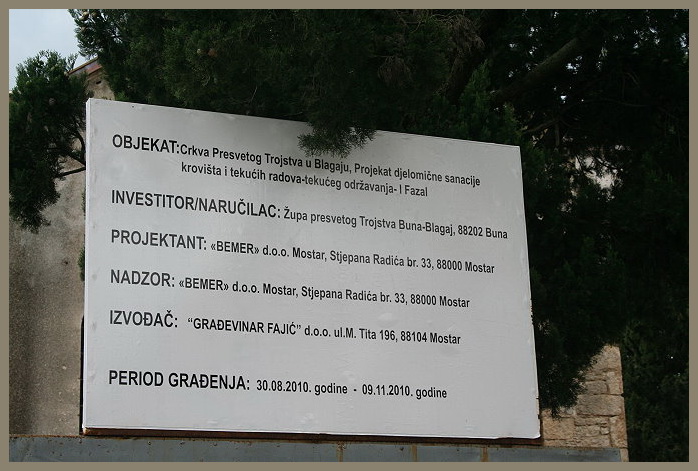 OBJEKAT:Crkva Presvetog Trojstva u Blagaju, Projekat djelomične sanacije
krovišta i tekućih radova-tekućeg održavanja- I Fazal
INVESTITOR/NARUČILAC: Župa presvetog Trojstva Buna-Blagaj, 88202 Buna
PROJEKTANT: «BEMER» d.o.o. Mostar, Stjepana Radića br. 33, 88000 Mostar
NADZOR: «BEMER» d.o.o. Mostar, Stjepana Radića br. 33, 88000 Mostar
IZVOĐAČ: “GRAĐEVINAR FAJIĆ” d.o.o. ul.M. Tita 196, 88104 Mostar
PERIOD GRAĐENJA: 30.08.2010. godine - 09.11.2010. godine